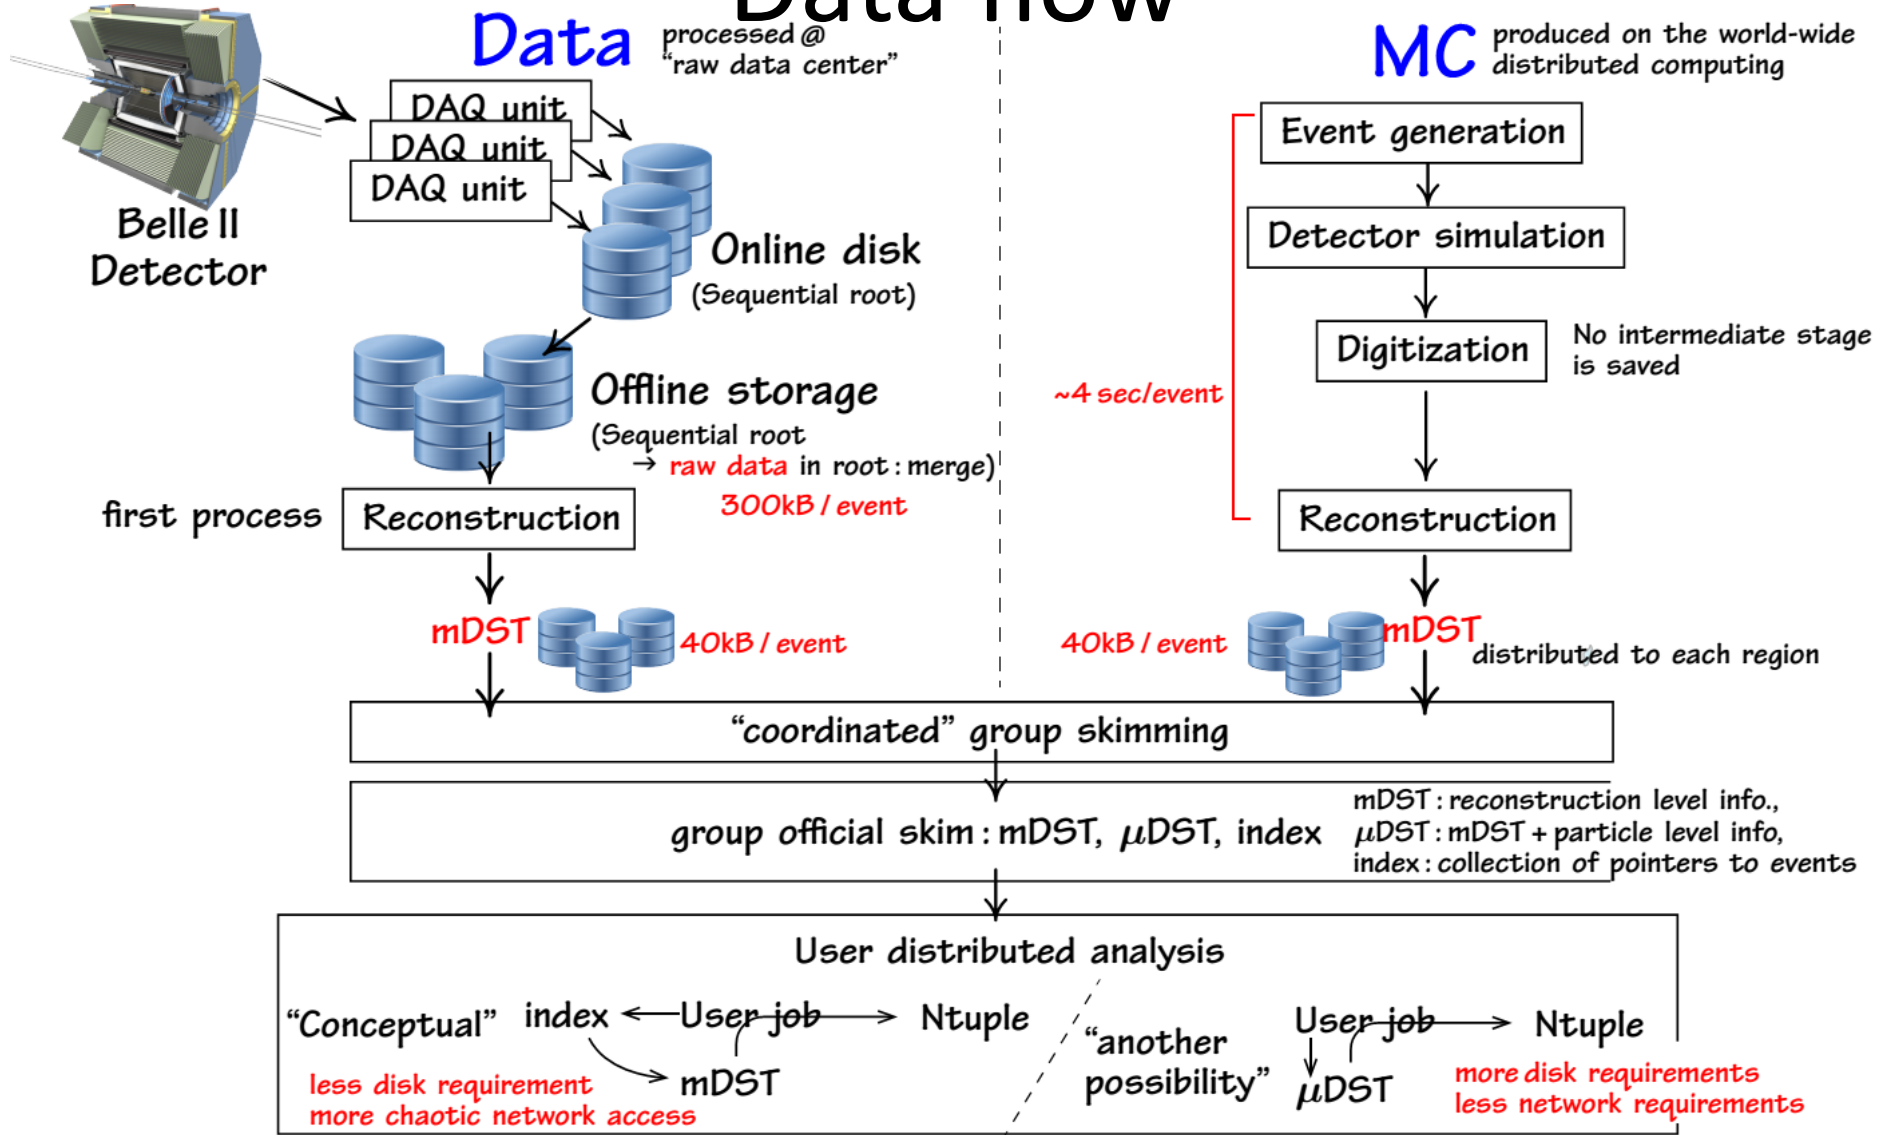 Data flow
Data
processed @
“raw data center”
MC
produced on the world-wide
distributed computing
DAQ unit
DAQ unit
DAQ unit
Belle II
Detector
Online disk
(Sequential root)
Offline storage
(Sequential root
→ raw data in root : merge)
300kB / event
first process
Reconstruction
mDST
40kB / event
Event generation
Detector simulation
Digitization
No intermediate stage
is saved
~4 sec/event
Reconstruction
40kB / event
mDST
distributed to each region
“coordinated” group skimming
group official skim : mDST, μDST, index
mDST : reconstruction level info.,
μDST : mDST + particle level info,
index : collection of pointers to events
User distributed analysis
“Conceptual”
index
User job
Ntuple
mDST
less disk requirement
more chaotic network access
“another
possibility”
User job
Ntuple
μDST
more disk requirements
less network requirements